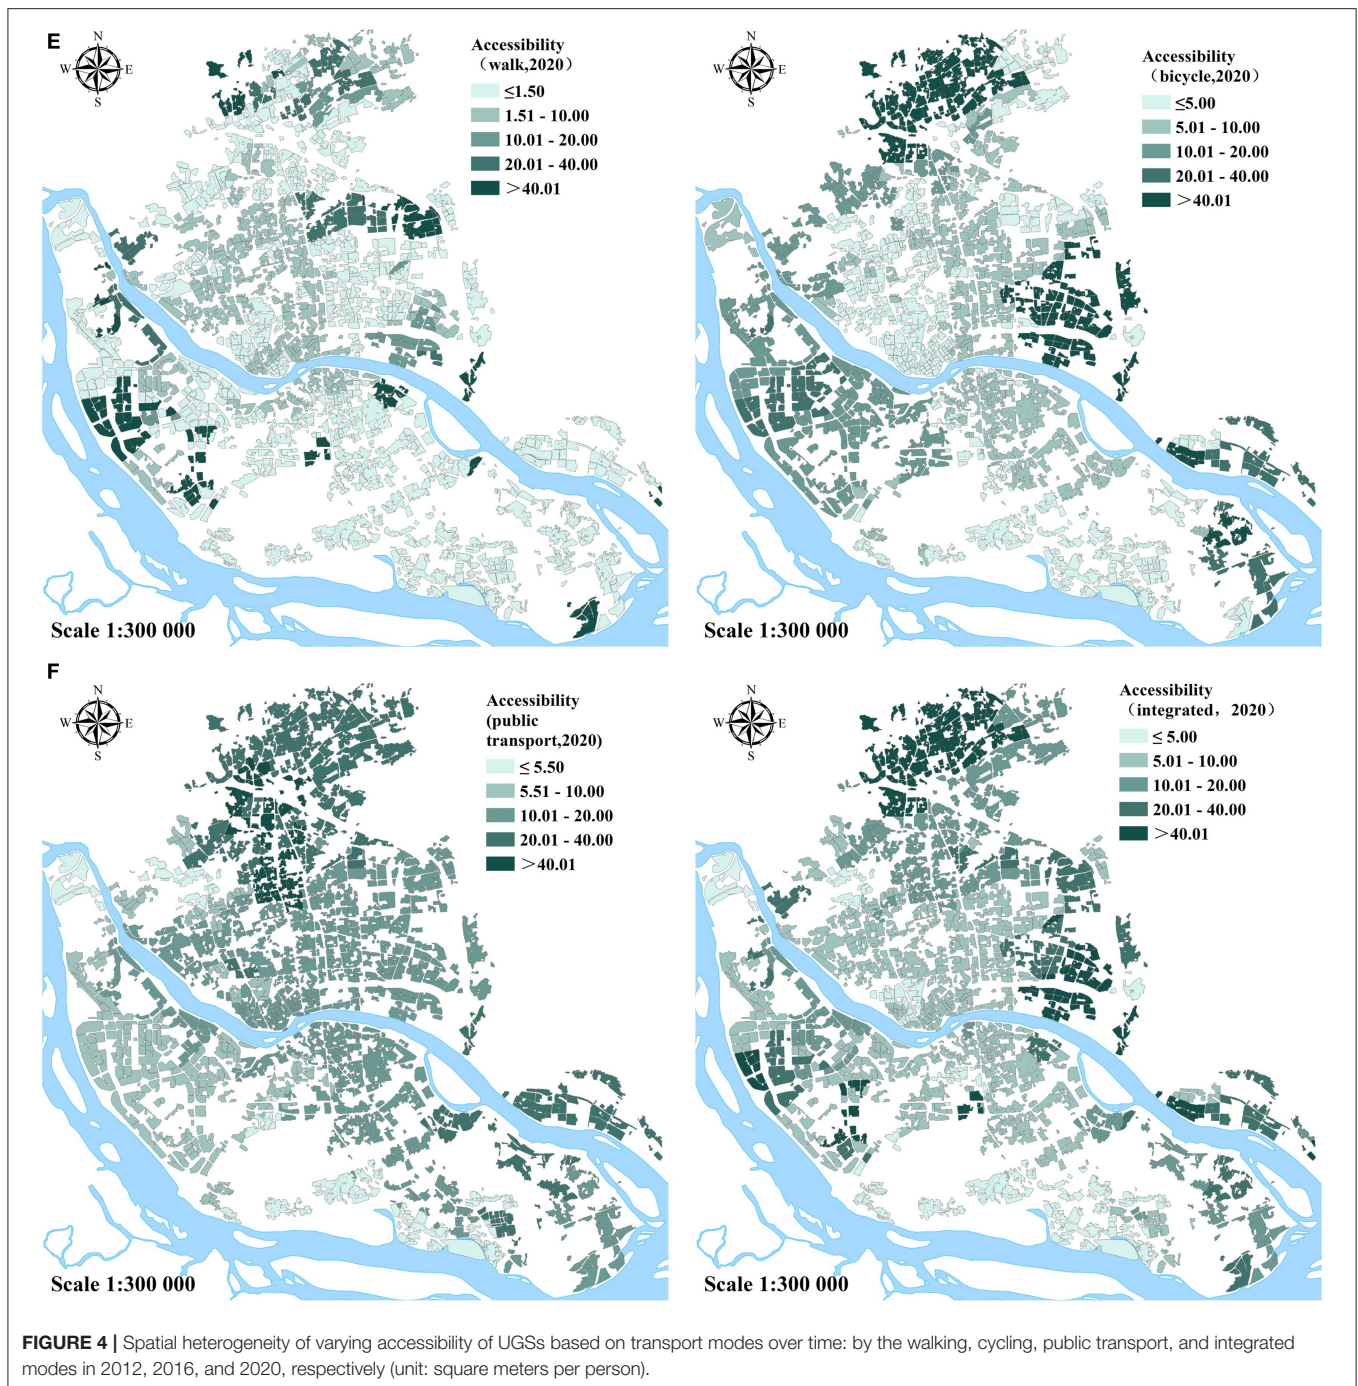 E
N
W E
S
Accessibility
（walk,2020）
≤1.50
1.51 - 10.00
10.01 - 20.00
20.01 - 40.00
＞40.01
Scale 1:300 000
N
W E
S
Accessibility
（bicycle,2020）
≤5.00
5.01 - 10.00
10.01 - 20.00
20.01 - 40.00
＞40.01
Scale 1:300 000
F
N
W E
S
Accessibility
(public
transport,2020)
≤ 5.50
5.51 - 10.00
10.01 - 20.00
20.01 - 40.00
＞40.01
Scale 1:300 000
N
W E
S
Accessibility
（integrated， 2020）
≤ 5.00
5.01 - 10.00
10.01 - 20.00
20.01 - 40.00
＞40.01
Scale 1:300 000
FIGURE 4 | Spatial heterogeneity of varying accessibility of UGSs based on transport modes over time: by the walking, cycling, public transport, and integrated
modes in 2012, 2016, and 2020, respectively (unit: square meters per person).